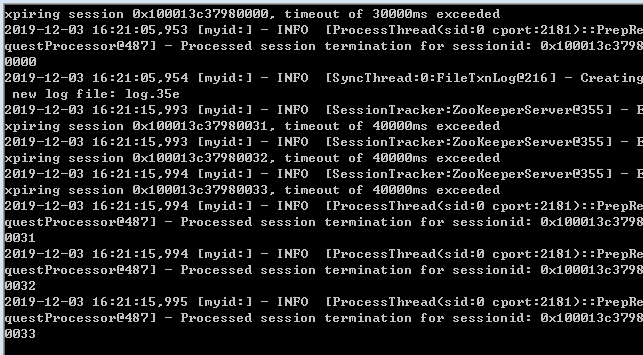 xpiring session 0x100013c37980000, timeout of 30000ms exceeded
2019-12-03 16:21:05,953 [myid:] - INFO  [ProcessThread(sid:0 cport:2181)::PrepRe
questProcessor@487] - Processed session termination for sessionid: 0x100013c3798
0000
2019-12-03 16:21:05,954 [myid:] - INFO  [SyncThread:0:FileTxnLog@216] - Creating
 new log file: log.35e
2019-12-03 16:21:15,993 [myid:] - INFO  [SessionTracker:ZooKeeperServer@355] - E
xpiring session 0x100013c37980031, timeout of 40000ms exceeded
2019-12-03 16:21:15,993 [myid:] - INFO  [SessionTracker:ZooKeeperServer@355] - E
xpiring session 0x100013c37980032, timeout of 40000ms exceeded
2019-12-03 16:21:15,994 [myid:] - INFO  [SessionTracker:ZooKeeperServer@355] - E
xpiring session 0x100013c37980033, timeout of 40000ms exceeded
2019-12-03 16:21:15,994 [myid:] - INFO  [ProcessThread(sid:0 cport:2181)::PrepRe
questProcessor@487] - Processed session termination for sessionid: 0x100013c3798
0031
2019-12-03 16:21:15,994 [myid:] - INFO  [ProcessThread(sid:0 cport:2181)::PrepRe
questProcessor@487] - Processed session termination for sessionid: 0x100013c3798
0032
2019-12-03 16:21:15,995 [myid:] - INFO  [ProcessThread(sid:0 cport:2181)::PrepRe
questProcessor@487] - Processed session termination for sessionid: 0x100013c3798
0033